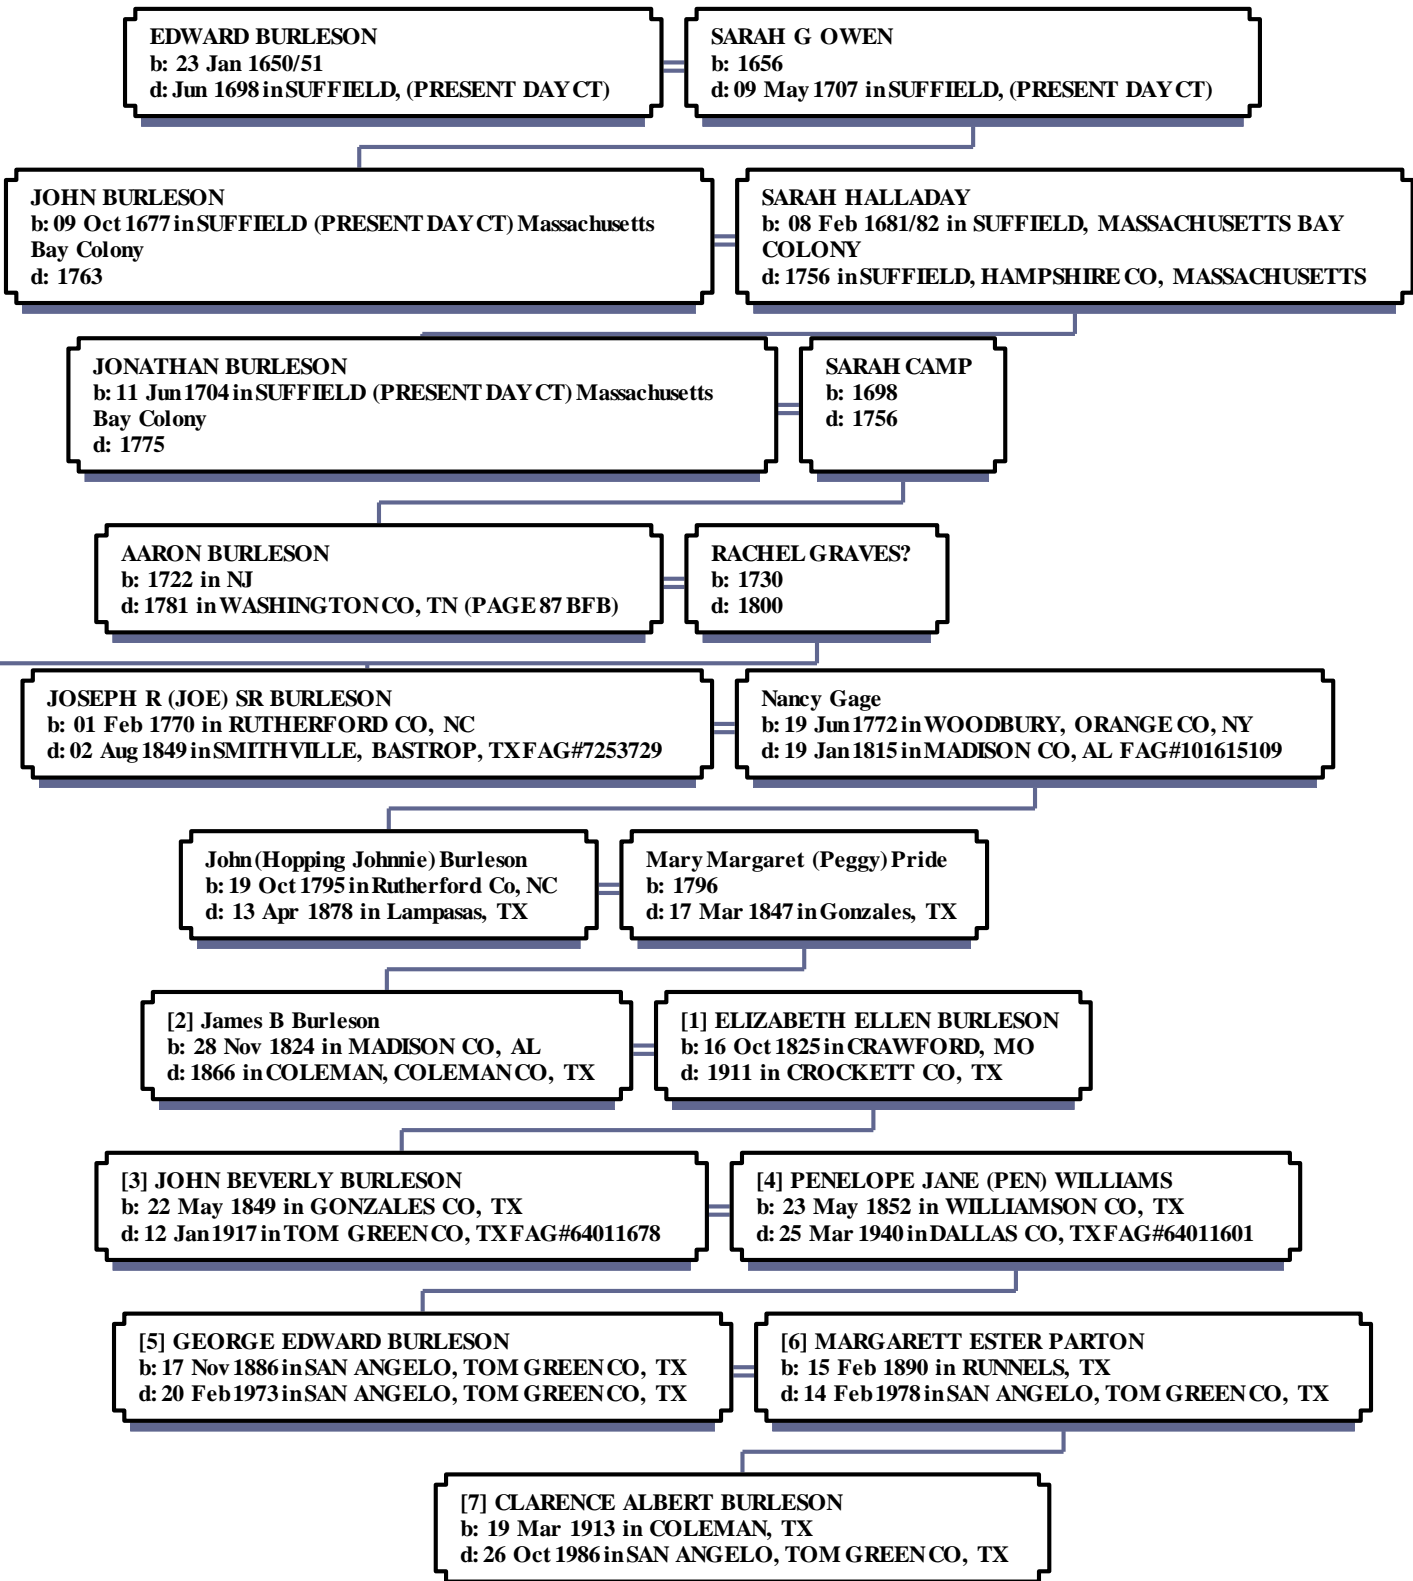 EDWARD BURLESON
b: 23 Jan 1650/51
d: Jun 1698 in SUFFIELD, (PRESENT DAY CT)
SARAH G OWEN
b: 1656
d: 09 May 1707 in SUFFIELD, (PRESENT DAY CT)
JOHN BURLESON
b: 09 Oct 1677 in SUFFIELD (PRESENT DAY CT) Massachusetts
Bay Colony
d: 1763
SARAH HALLADAY
b: 08 Feb 1681/82 in SUFFIELD, MASSACHUSETTS BAY
COLONY
d: 1756 in SUFFIELD, HAMPSHIRE CO, MASSACHUSETTS
JONATHAN BURLESON
b: 11 Jun 1704 in SUFFIELD (PRESENT DAY CT) Massachusetts
Bay Colony
d: 1775
SARAH CAMP
b: 1698
d: 1756
AARON BURLESON
b: 1722 in NJ
d: 1781 in WASHINGTON CO, TN (PAGE 87 BFB)
RACHEL GRAVES?
b: 1730
d: 1800
JOSEPH R (JOE) SR BURLESON
b: 01 Feb 1770 in RUTHERFORD CO, NC
d: 02 Aug 1849 in SMITHVILLE, BASTROP, TX FAG#7253729
Nancy Gage
b: 19 Jun 1772 in WOODBURY, ORANGE CO, NY
d: 19 Jan 1815 in MADISON CO, AL FAG#101615109
John (Hopping Johnnie) Burleson
b: 19 Oct 1795 in Rutherford Co, NC
d: 13 Apr 1878 in Lampasas, TX
Mary Margaret (Peggy) Pride
b: 1796
d: 17 Mar 1847 in Gonzales, TX
[2] James B Burleson
b: 28 Nov 1824 in MADISON CO, AL
d: 1866 in COLEMAN, COLEMAN CO, TX
[1] ELIZABETH ELLEN BURLESON
b: 16 Oct 1825 in CRAWFORD, MO
d: 1911 in CROCKETT CO, TX
[3] JOHN BEVERLY BURLESON
b: 22 May 1849 in GONZALES CO, TX
d: 12 Jan 1917 in TOM GREEN CO, TX FAG#64011678
[4] PENELOPE JANE (PEN) WILLIAMS
b: 23 May 1852 in WILLIAMSON CO, TX
d: 25 Mar 1940 in DALLAS CO, TX FAG#64011601
[5] GEORGE EDWARD BURLESON
b: 17 Nov 1886 in SAN ANGELO, TOM GREEN CO, TX
d: 20 Feb 1973 in SAN ANGELO, TOM GREEN CO, TX
[6] MARGARETT ESTER PARTON
b: 15 Feb 1890 in RUNNELS, TX
d: 14 Feb 1978 in SAN ANGELO, TOM GREEN CO, TX
[7] CLARENCE ALBERT BURLESON
b: 19 Mar 1913 in COLEMAN, TX
d: 26 Oct 1986 in SAN ANGELO, TOM GREEN CO, TX